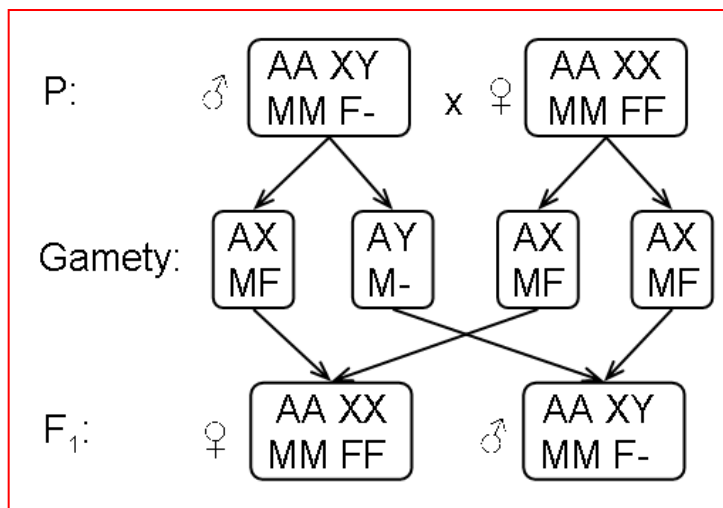 P: ♂ AA XY x ♀ AA XX
MM F- MM FF
Gamety: AX AY AX AX
MF M- MF MF
F₁: ♀ AA XX ♂ AA XY
MM FF MM F-